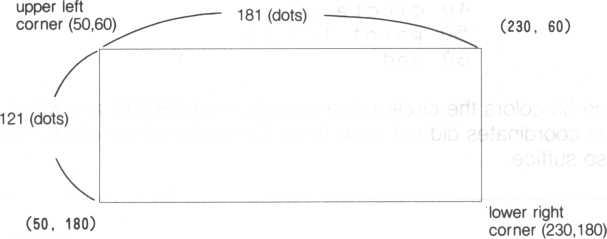 upper left
corner (50,60)
181 (dots)
(230, 60)
121 (dots)
(50, 180)
lower right
corner (230,180)